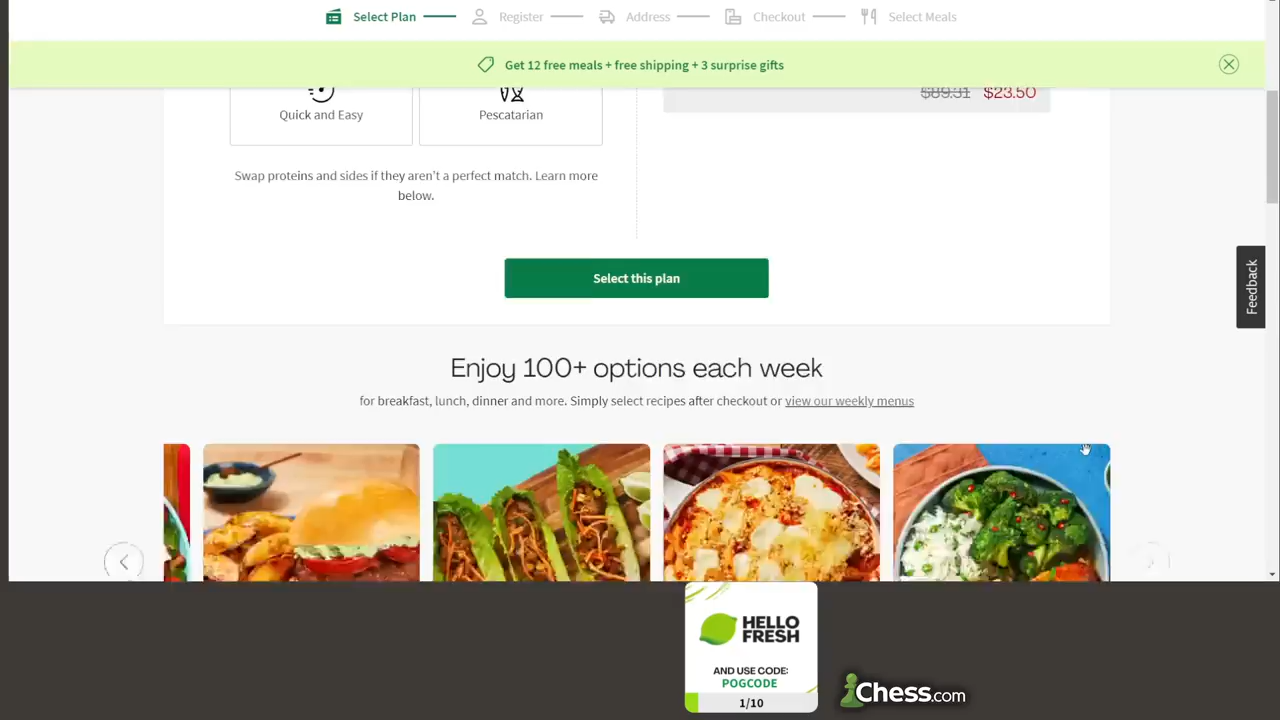 Select Plan
Register
Address
Checkout
Select Meals
Get 12 free meals + free shipping + 3 surprise gifts
$89.31 $23.50
Quick and Easy
Pescatarian
Swap proteins and sides if they aren't a perfect match. Learn more
below.
Select this plan
Feedback
Enjoy 100+ options each week
for breakfast, lunch, dinner and more. Simply select recipes after checkout or view our weekly menus
HELLO
FRESH
AND USE CODE:
POGCODE
1/10
Chess.com